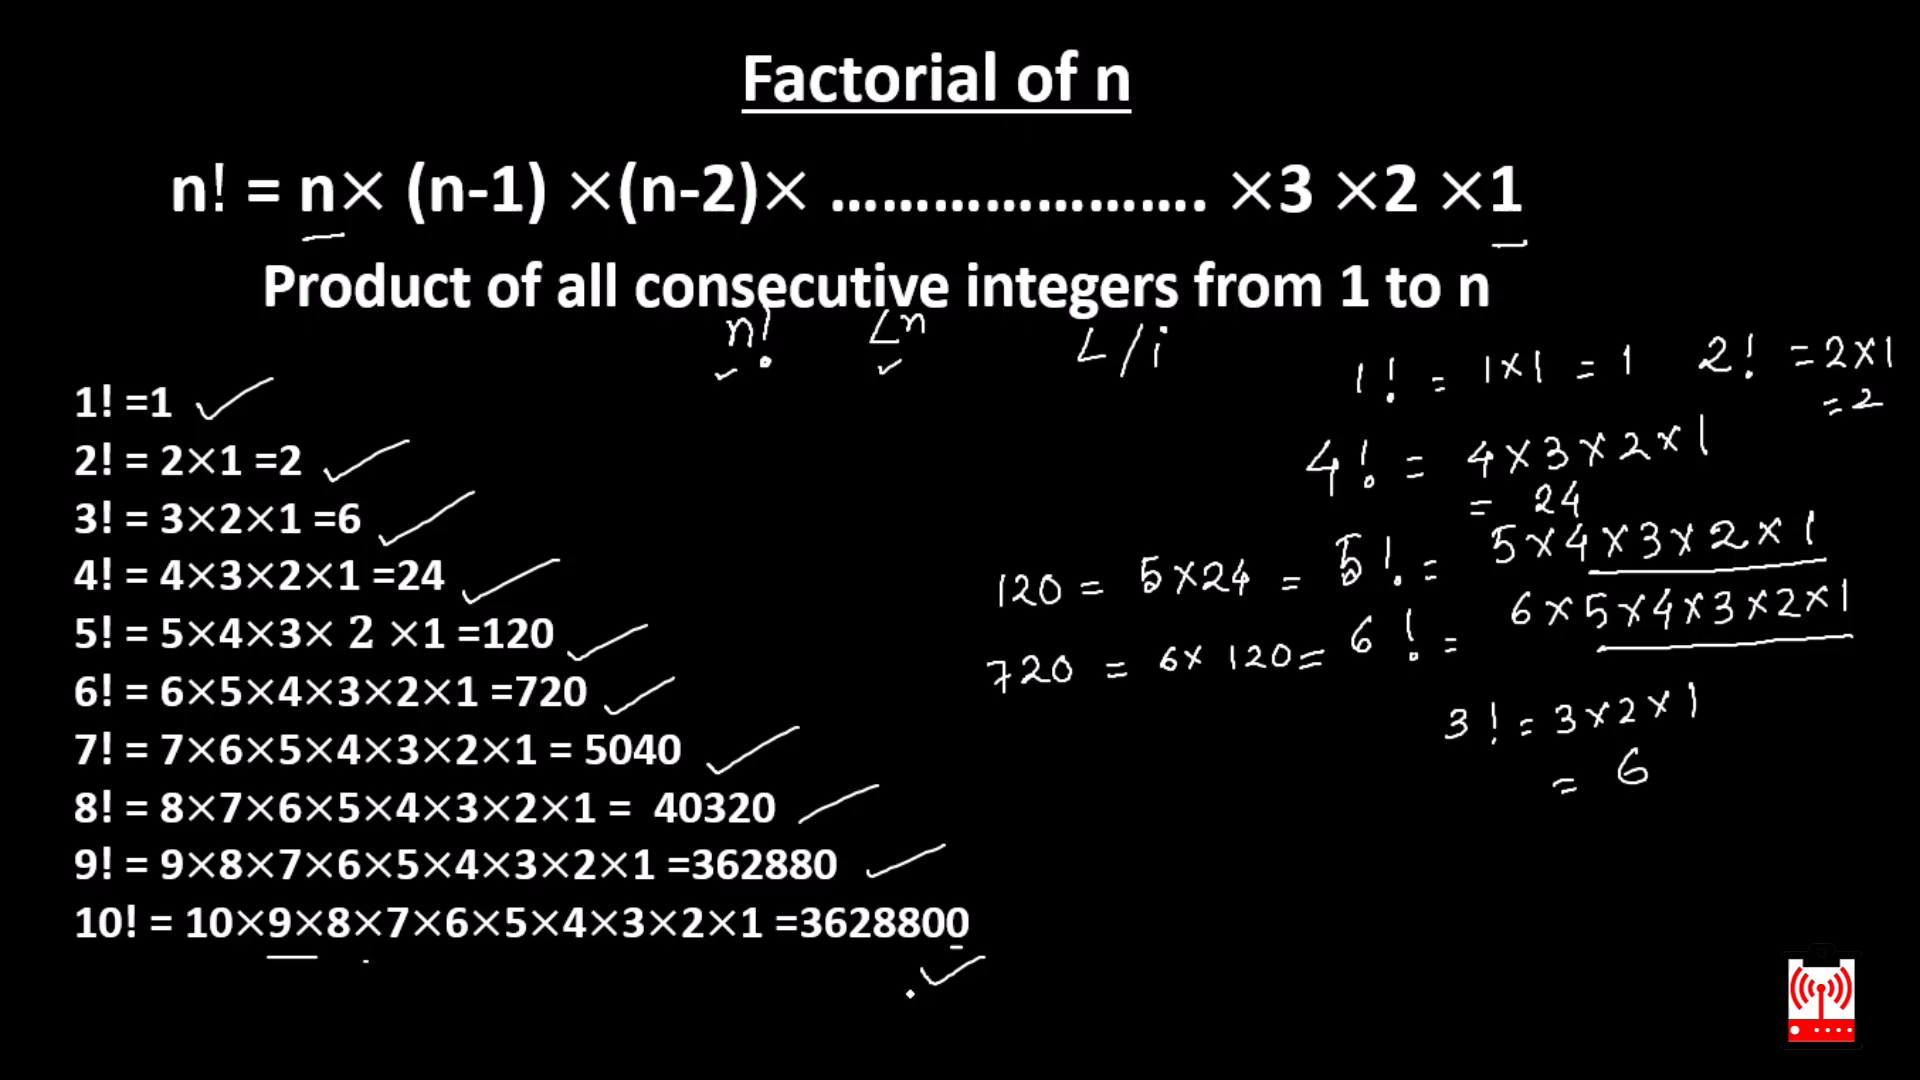 Factorial of n
n! = n× (n-1) ×(n-2)× ...................... ×3 ×2 ×1
Product of all consecutive integers from 1 to n
n! ∠n ∠/i
1! =1
2! = 2×1 =2
3! = 3×2×1 =6
4! = 4×3×2×1 =24
5! = 5×4×3× 2 ×1 =120
6! = 6×5×4×3×2×1 =720
7! = 7×6×5×4×3×2×1 = 5040
8! = 8×7×6×5×4×3×2×1 = 40320
9! = 9×8×7×6×5×4×3×2×1 =362880
10! = 10×9×8×7×6×5×4×3×2×1 =3628800
1! = 1×1 = 1 2! = 2×1
= 2
4! = 4×3×2×1
= 24
120 = 5×24 = 5! = 5×4×3×2×1
720 = 6×120 = 6! = 6×5×4×3×2×1
3! = 3×2×1
= 6